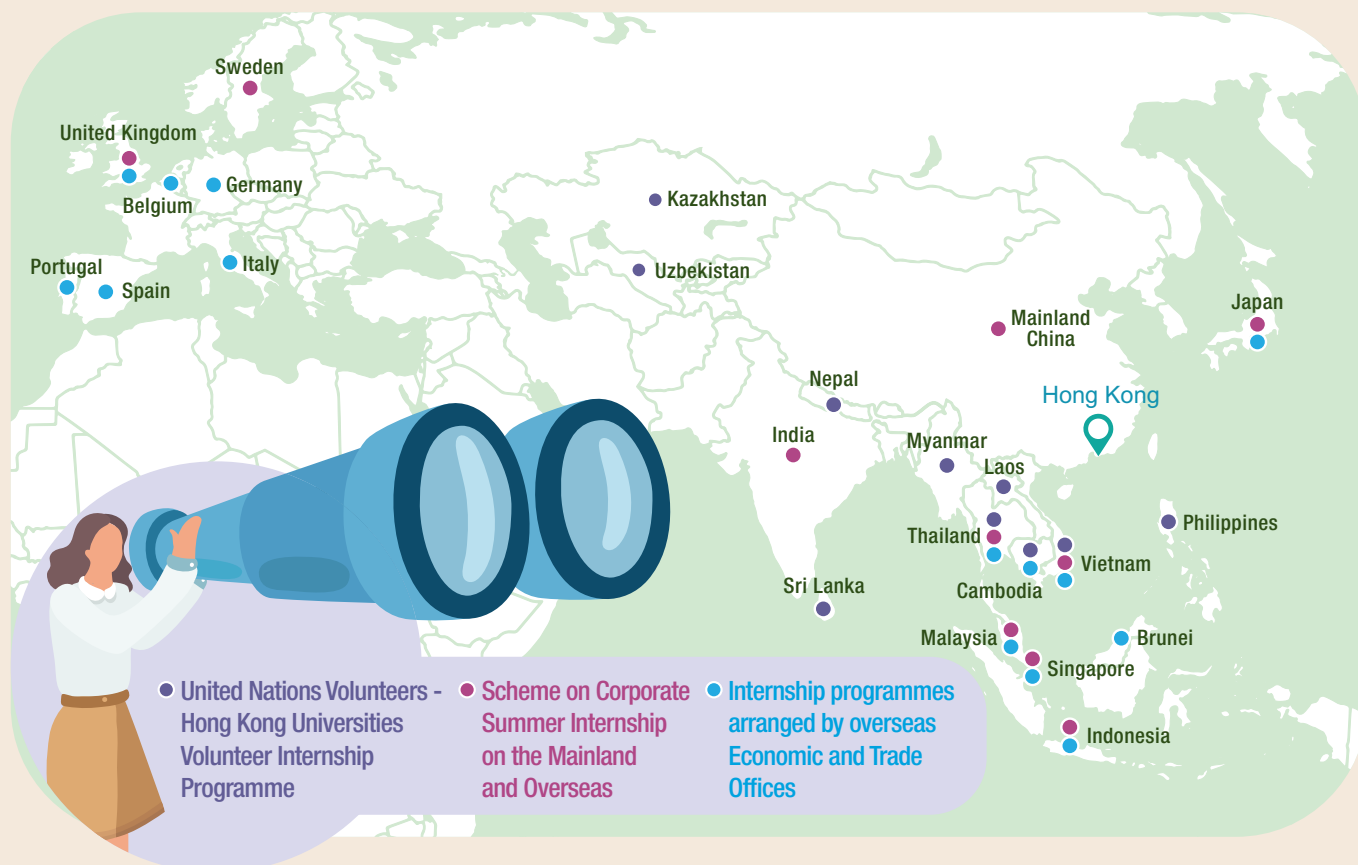 Sweden
United Kingdom
Belgium
Germany
Portugal
Spain
Italy
Kazakhstan
Uzbekistan
Mainland
China
Japan
Nepal
Hong Kong
India
Myanmar
Laos
Thailand
Philippines
Vietnam
Cambodia
Sri Lanka
Malaysia
Brunei
Singapore
Indonesia
United Nations Volunteers -
Hong Kong Universities
Volunteer Internship
Programme
Scheme on Corporate
Summer Internship
on the Mainland
and Overseas
Internship programmes
arranged by overseas
Economic and Trade
Offices